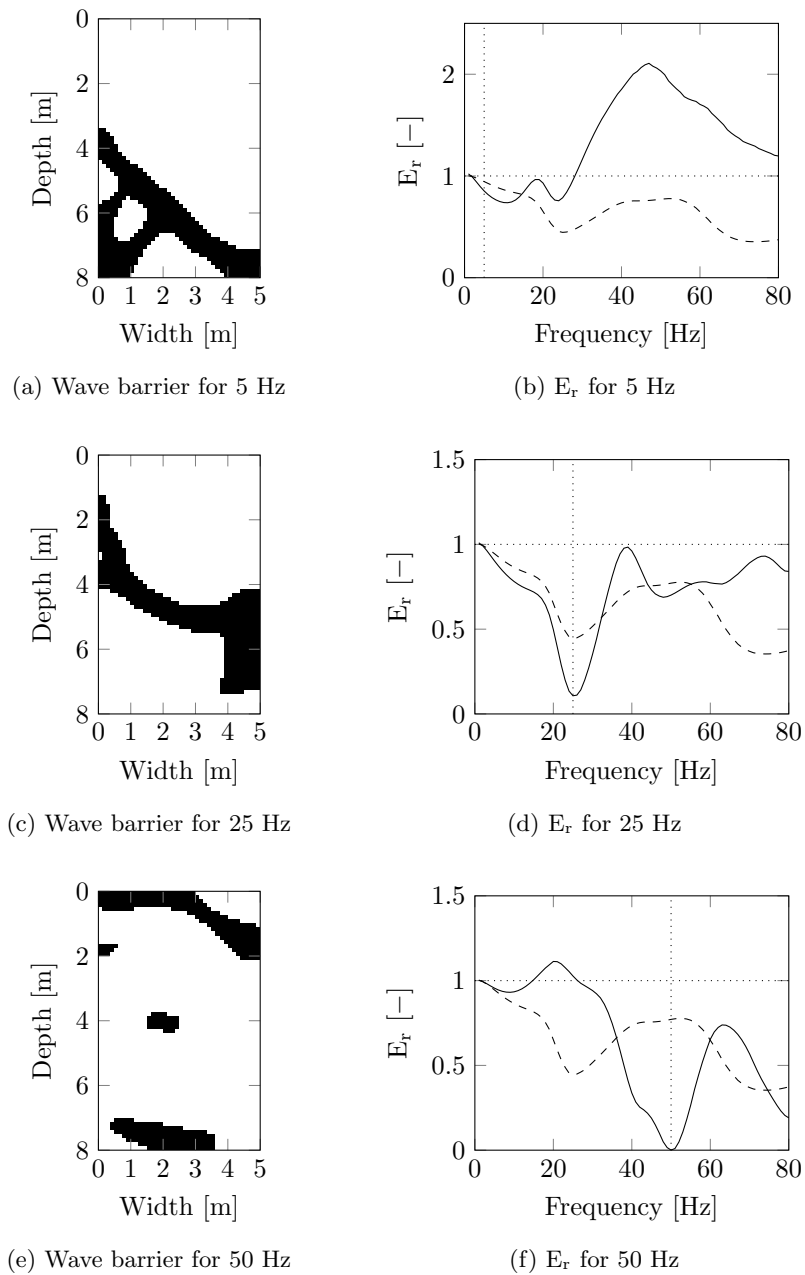 0
2
4
6
8
0 1 2 3 4 5
Depth [m]
Width [m]
2
1
0
0 20 40 60 80
E_r [−]
Frequency [Hz]
(a) Wave barrier for 5 Hz
(b) E_r for 5 Hz
0
2
4
6
8
0 1 2 3 4 5
Depth [m]
Width [m]
1.5
1
0.5
0
0 20 40 60 80
E_r [−]
Frequency [Hz]
(c) Wave barrier for 25 Hz
(d) E_r for 25 Hz
0
2
4
6
8
0 1 2 3 4 5
Depth [m]
Width [m]
1.5
1
0.5
0
0 20 40 60 80
E_r [−]
Frequency [Hz]
(e) Wave barrier for 50 Hz
(f) E_r for 50 Hz